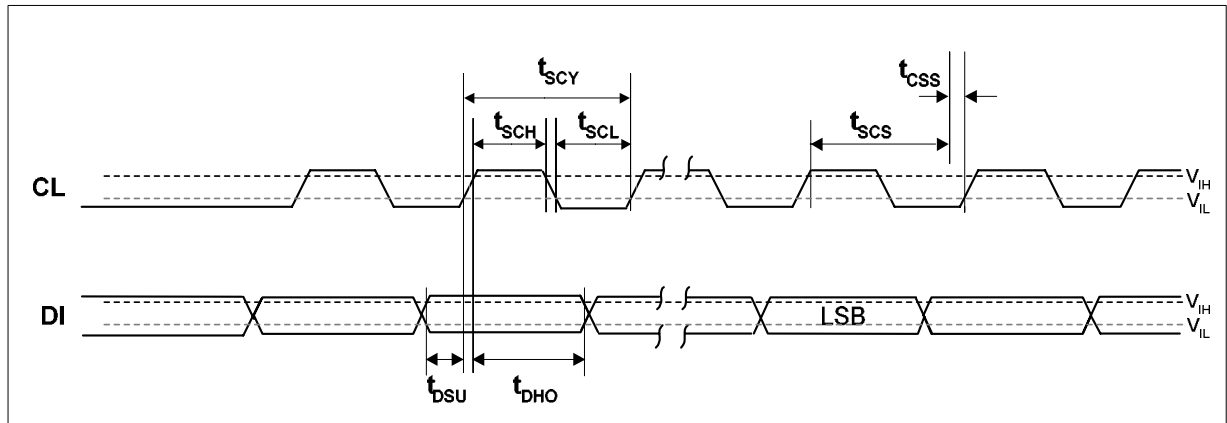 tSCY
tCSS
tSCH
tSCL
tSCS
CL
VIH
VIL
DI
LSB
VIH
VIL
tDSU
tDHO